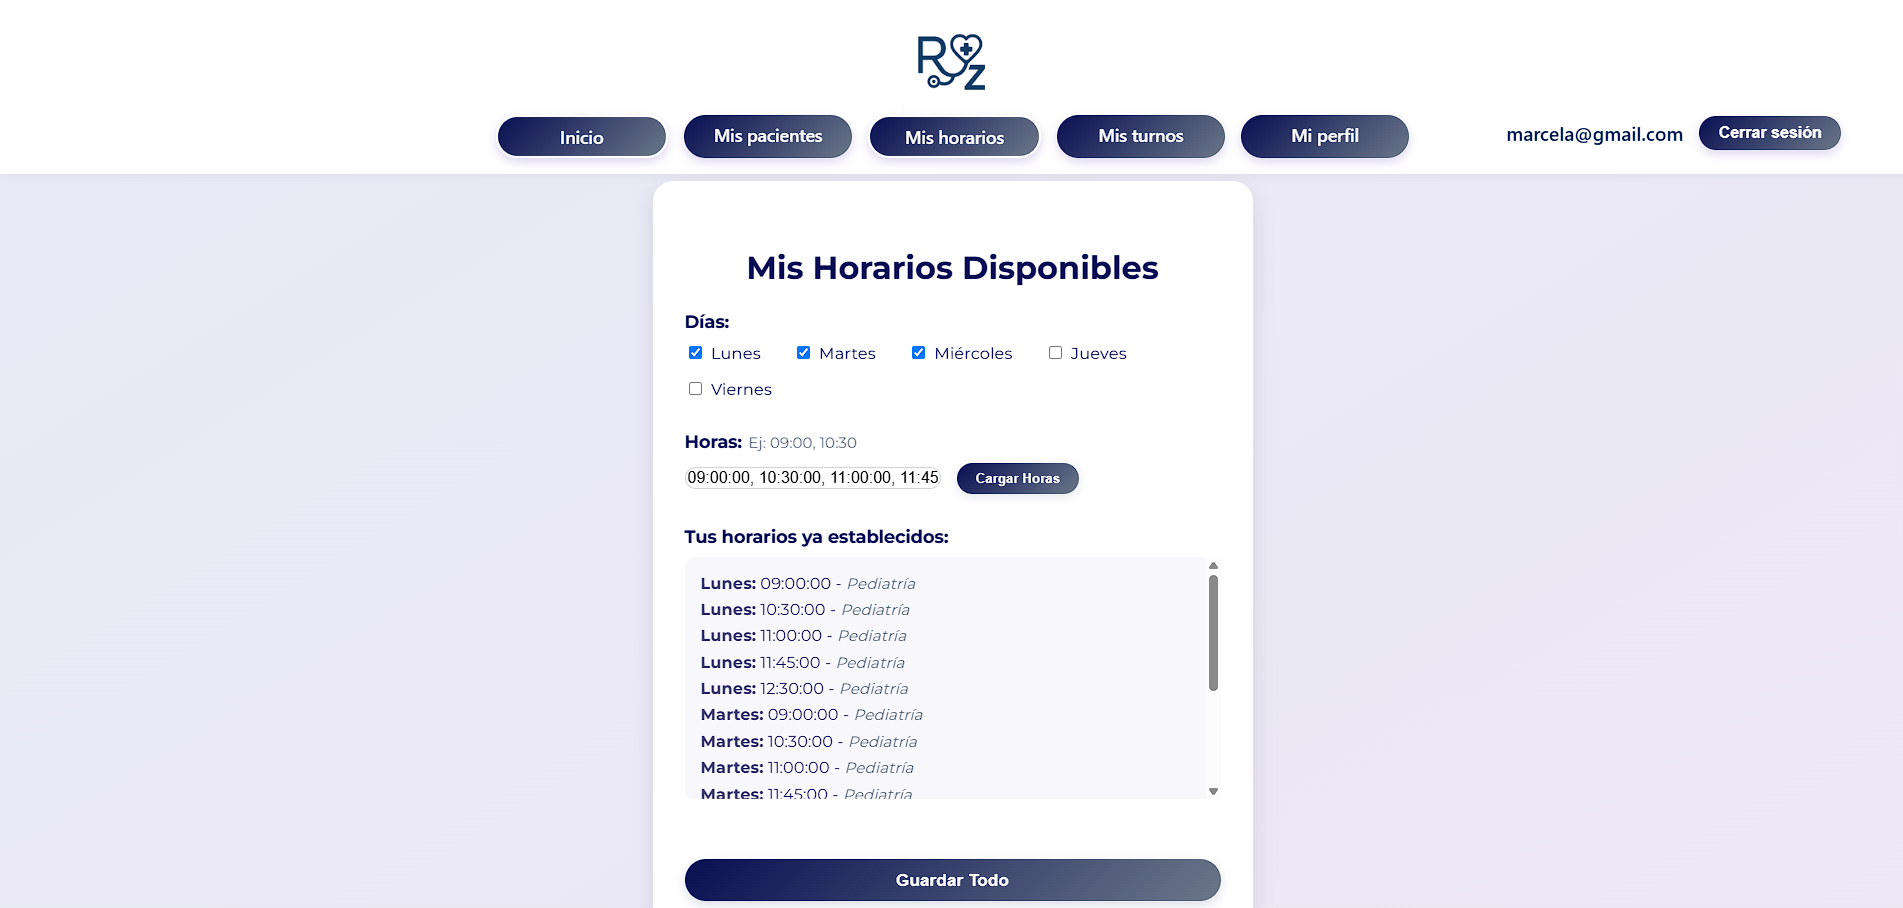 RUZ
Inicio Mis pacientes Mis horarios Mis turnos Mi perfil marcela@gmail.com Cerrar sesión
Mis Horarios Disponibles
Días:
Lunes Martes Miércoles Jueves
Viernes
Horas: Ej: 09:00, 10:30
09:00:00, 10:30:00, 11:00:00, 11:45 Cargar Horas
Tus horarios ya establecidos:
Lunes: 09:00:00 - Pediatría
Lunes: 10:30:00 - Pediatría
Lunes: 11:00:00 - Pediatría
Lunes: 11:45:00 - Pediatría
Lunes: 12:30:00 - Pediatría
Martes: 09:00:00 - Pediatría
Martes: 10:30:00 - Pediatría
Martes: 11:00:00 - Pediatría
Martes: 11:45:00 - Pediatría
Guardar Todo